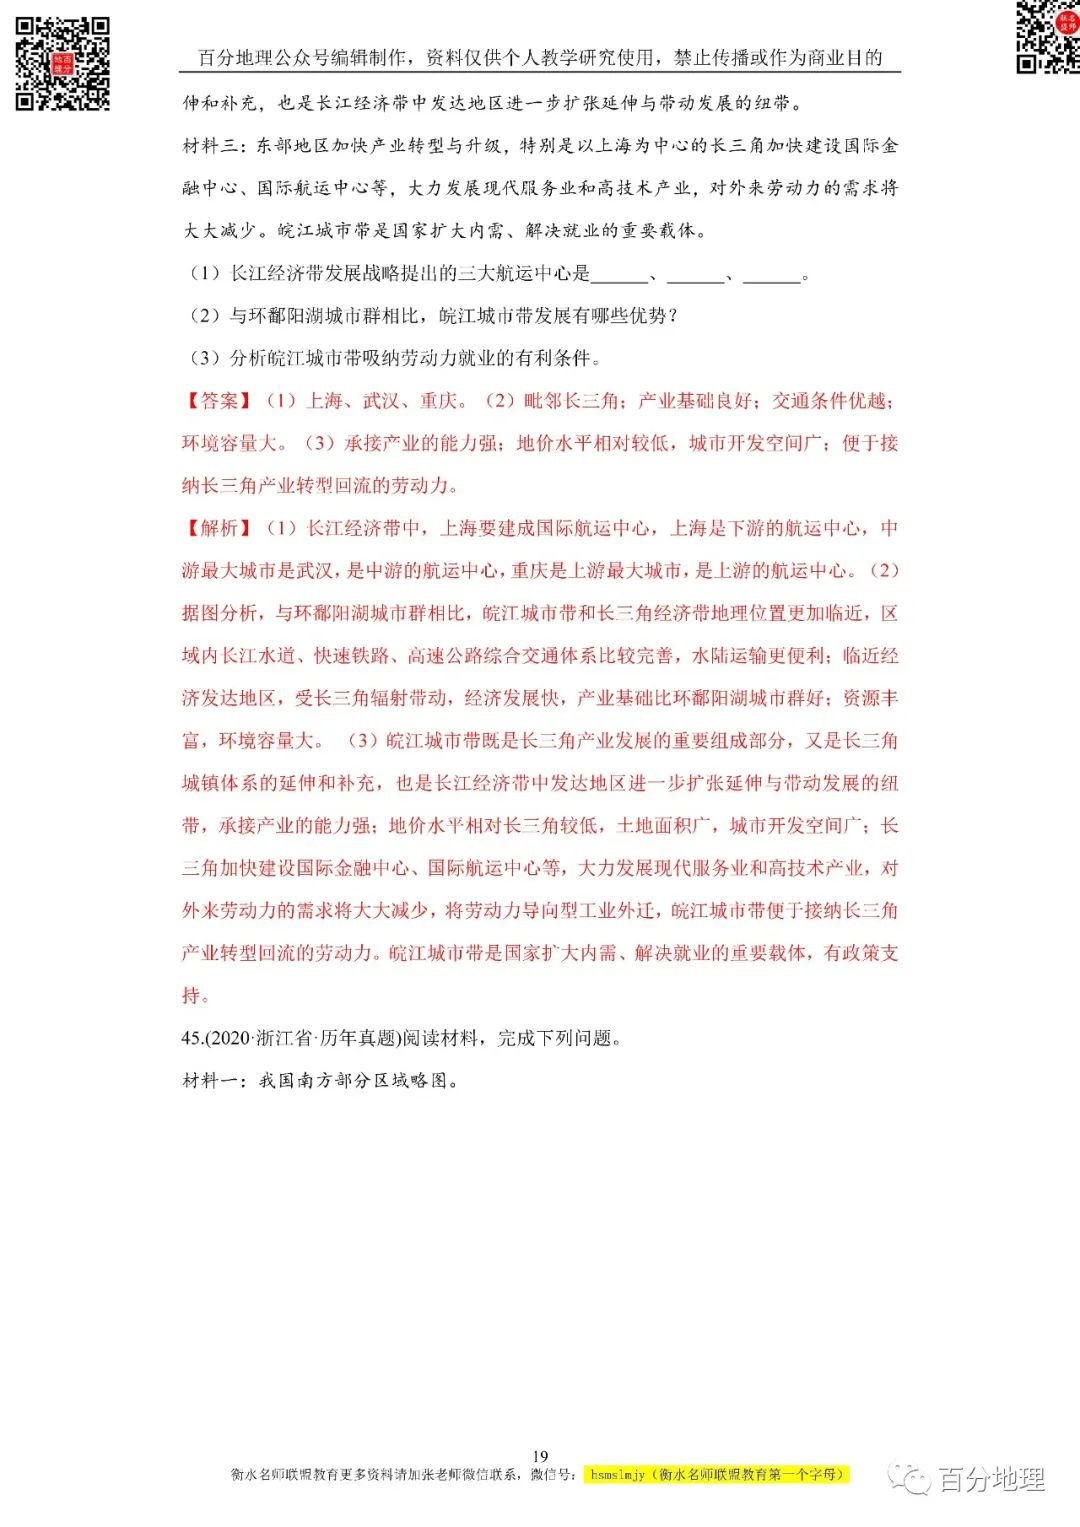 百分地理公众号编辑制作，资料仅供个人教学研究使用，禁止传播或作为商业目的
伸和补充，也是长江经济带中发达地区进一步扩张延伸与带动发展的纽带。
材料三：东部地区加快产业转型与升级，特别是以上海为中心的长三角加快建设国际金
融中心、国际航运中心等，大力发展现代服务业和高技术产业，对外来劳动力的需求将
大大减少。皖江城市带是国家扩大内需、解决就业的重要载体。
（1）长江经济带发展战略提出的三大航运中心是______、______、______。
（2）与环鄱阳湖城市群相比，皖江城市带发展有哪些优势？
（3）分析皖江城市带吸纳劳动力就业的有利条件。
【答案】（1）上海、武汉、重庆。（2）毗邻长三角；产业基础良好；交通条件优越；
环境容量大。（3）承接产业的能力强；地价水平相对较低，城市开发空间广；便于接
纳长三角产业转型回流的劳动力。
【解析】（1）长江经济带中，上海要建成国际航运中心，上海是下游的航运中心，中
游最大城市是武汉，是中游的航运中心，重庆是上游最大城市，是上游的航运中心。（2）
据图分析，与环鄱阳湖城市群相比，皖江城市带和长三角经济带地理位置更加临近，区
域内长江水道、快速铁路、高速公路综合交通体系比较完善，水陆运输更便利；临近经
济发达地区，受长三角辐射带动，经济发展快，产业基础比环鄱阳湖城市群好；资源丰
富，环境容量大。 （3）皖江城市带既是长三角产业发展的重要组成部分，又是长三角
城镇体系的延伸和补充，也是长江经济带中发达地区进一步扩张延伸与带动发展的纽
带，承接产业的能力强；地价水平相对长三角较低，土地面积广，城市开发空间广；长
三角加快建设国际金融中心、国际航运中心等，大力发展现代服务业和高技术产业，对
外来劳动力的需求将大大减少，将劳动力导向型工业外迁，皖江城市带便于接纳长三角
产业转型回流的劳动力。皖江城市带是国家扩大内需、解决就业的重要载体，有政策支
持。
45.(2020·浙江省·历年真题)阅读材料，完成下列问题。
材料一：我国南方部分区域略图。
19
衡水名师联盟教育更多资料请加张老师微信联系，微信号： hsmslmjy（衡水名师联盟教育第一个字母）
百分地理